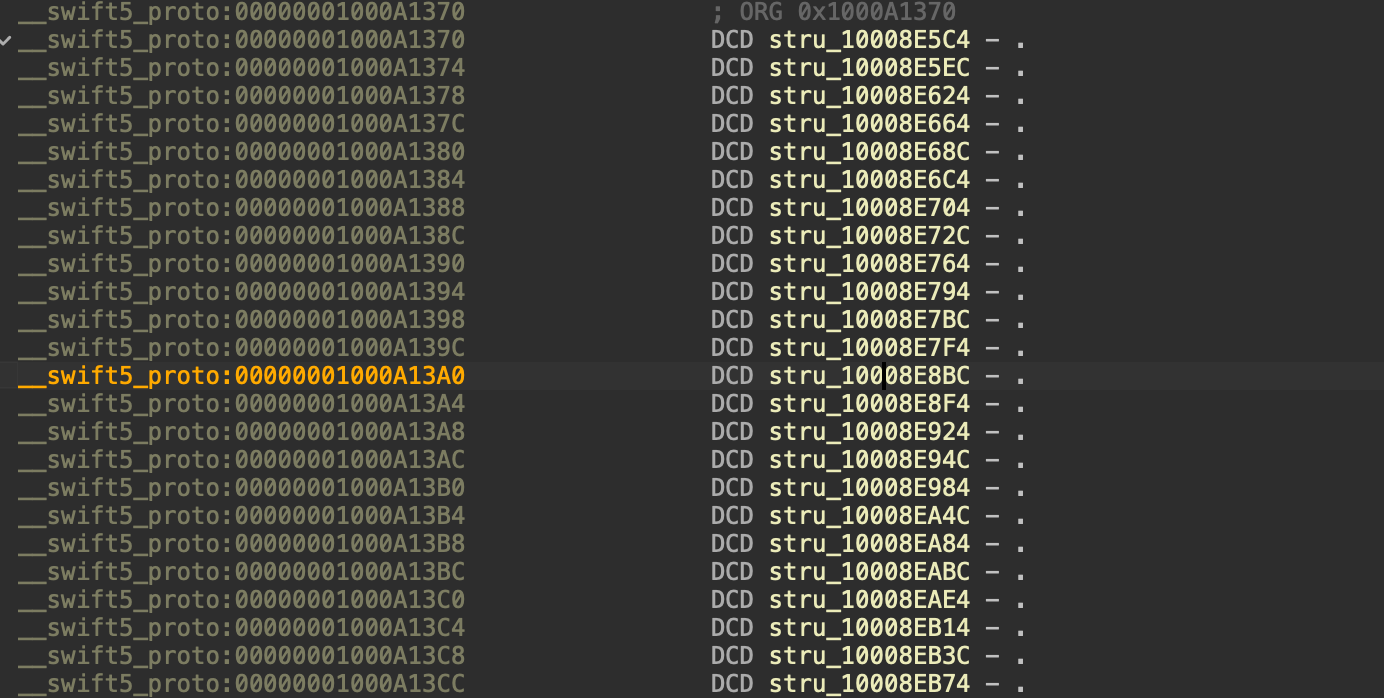 __swift5_proto:00000001000A1370 ; ORG 0x1000A1370
__swift5_proto:00000001000A1370 DCD stru_10008E5C4 - .
__swift5_proto:00000001000A1374 DCD stru_10008E5EC - .
__swift5_proto:00000001000A1378 DCD stru_10008E624 - .
__swift5_proto:00000001000A137C DCD stru_10008E664 - .
__swift5_proto:00000001000A1380 DCD stru_10008E68C - .
__swift5_proto:00000001000A1384 DCD stru_10008E6C4 - .
__swift5_proto:00000001000A1388 DCD stru_10008E704 - .
__swift5_proto:00000001000A138C DCD stru_10008E72C - .
__swift5_proto:00000001000A1390 DCD stru_10008E764 - .
__swift5_proto:00000001000A1394 DCD stru_10008E794 - .
__swift5_proto:00000001000A1398 DCD stru_10008E7BC - .
__swift5_proto:00000001000A139C DCD stru_10008E7F4 - .
__swift5_proto:00000001000A13A0 DCD stru_10008E8BC - .
__swift5_proto:00000001000A13A4 DCD stru_10008E8F4 - .
__swift5_proto:00000001000A13A8 DCD stru_10008E924 - .
__swift5_proto:00000001000A13AC DCD stru_10008E94C - .
__swift5_proto:00000001000A13B0 DCD stru_10008E984 - .
__swift5_proto:00000001000A13B4 DCD stru_10008EA4C - .
__swift5_proto:00000001000A13B8 DCD stru_10008EA84 - .
__swift5_proto:00000001000A13BC DCD stru_10008EABC - .
__swift5_proto:00000001000A13C0 DCD stru_10008EAE4 - .
__swift5_proto:00000001000A13C4 DCD stru_10008EB14 - .
__swift5_proto:00000001000A13C8 DCD stru_10008EB3C - .
__swift5_proto:00000001000A13CC DCD stru_10008EB74 - .